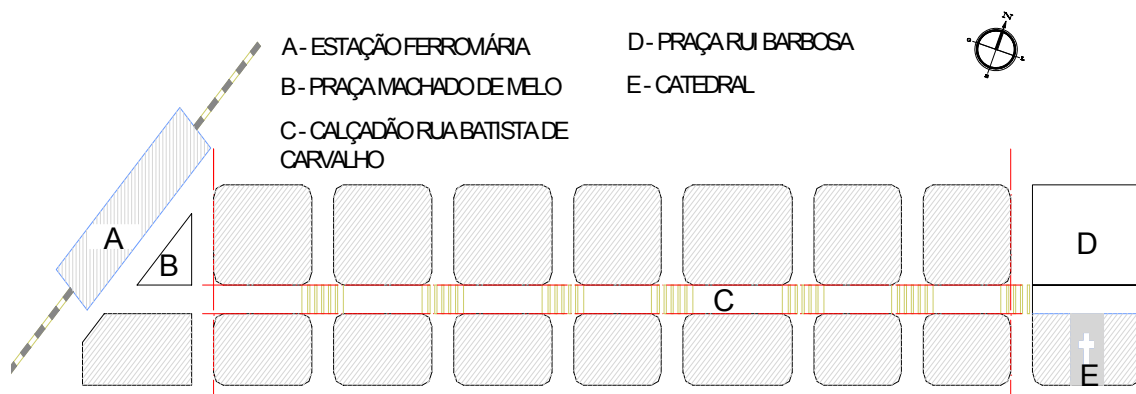 A - ESTAÇÃO FERROVIÁRIA
B - PRAÇA MACHADO DE MELO
C - CALÇADÃO RUA BATISTA DE
CARVALHO
D - PRAÇA RUI BARBOSA
E - CATEDRAL
N
A
B
C
D
E